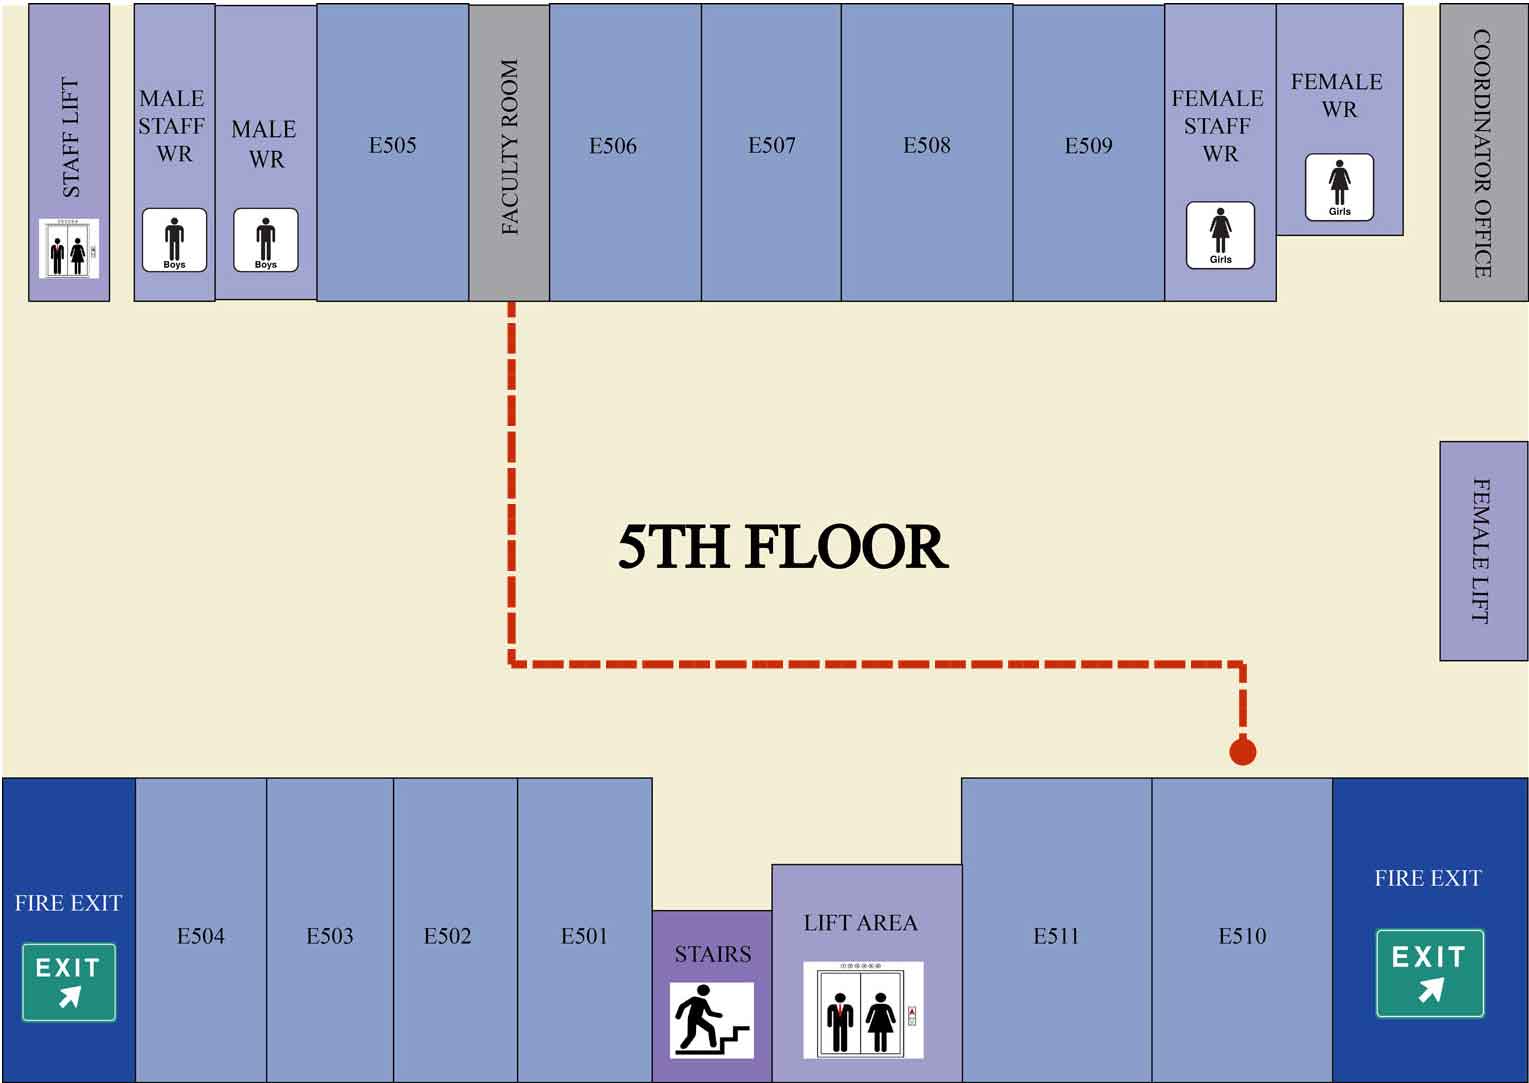 STAFF LIFT
MALE
STAFF
WR
Boys
MALE
WR
Boys
E505
FACULTY ROOM
E506
E507
E508
E509
FEMALE
STAFF
WR
Girls
FEMALE
WR
Girls
COORDINATOR OFFICE
5TH FLOOR
FEMALE LIFT
FIRE EXIT
EXIT
E504
E503
E502
E501
STAIRS
LIFT AREA
E511
E510
FIRE EXIT
EXIT